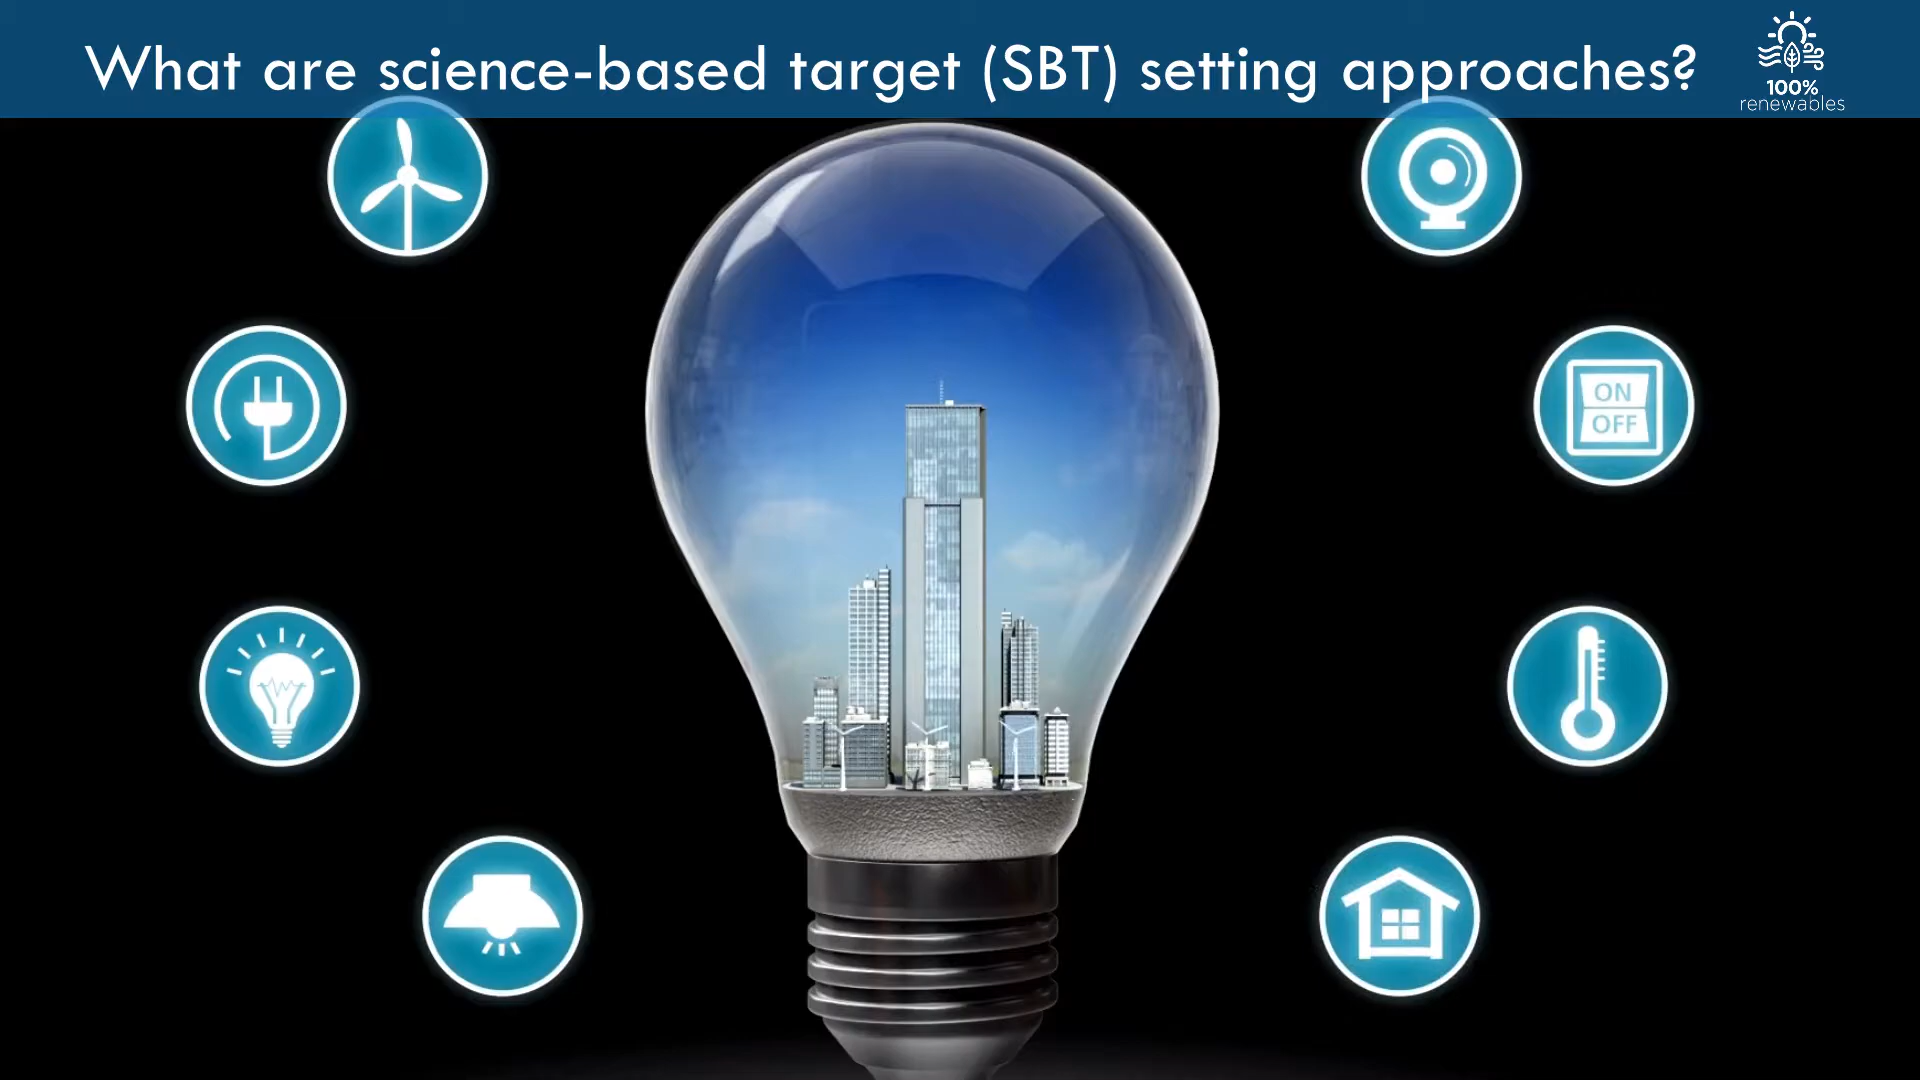 What are science-based target (SBT) setting approaches?
100%
renewables
ON
OFF